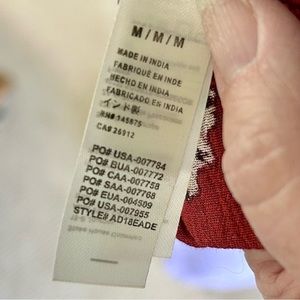 M / M / M
MADE IN INDIA
FABRIQUÉ EN INDE
HECHO EN INDIA
FABRICADO EN INDIA
インド製
RN# 145875
CA# 26912
PO# USA-007784
PO# BUA-007772
PO# CAA-007758
PO# SAA-007768
PO# EUA-004509
PO# UKA-007955
STYLE# AD18EADE